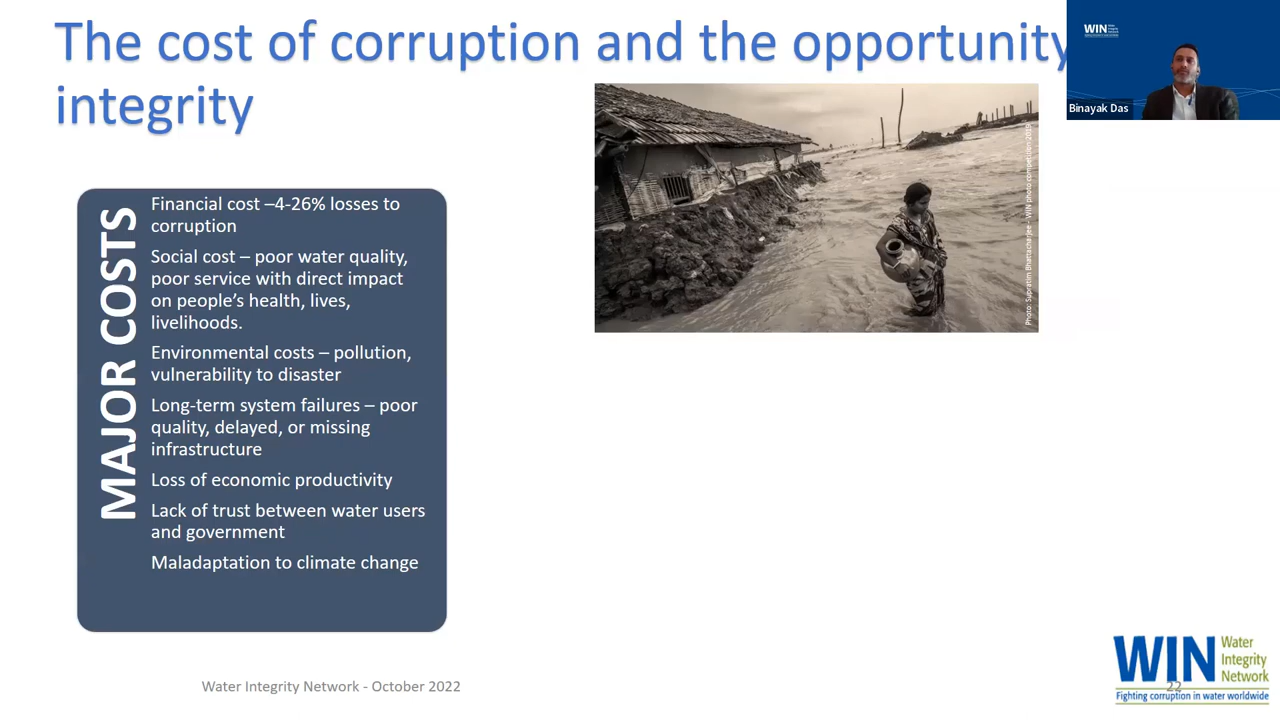 The cost of corruption and the opportunity
integrity
WIN
Binayak Das
MAJOR COSTS
Financial cost –4-26% losses to
corruption
Social cost – poor water quality,
poor service with direct impact
on people's health, lives,
livelihoods.
Environmental costs – pollution,
vulnerability to disaster
Long-term system failures – poor
quality, delayed, or missing
infrastructure
Loss of economic productivity
Lack of trust between water users
and government
Maladaptation to climate change
Water Integrity Network - October 2022
WIN
Water
Integrity
Network
22
Fighting corruption in water worldwide